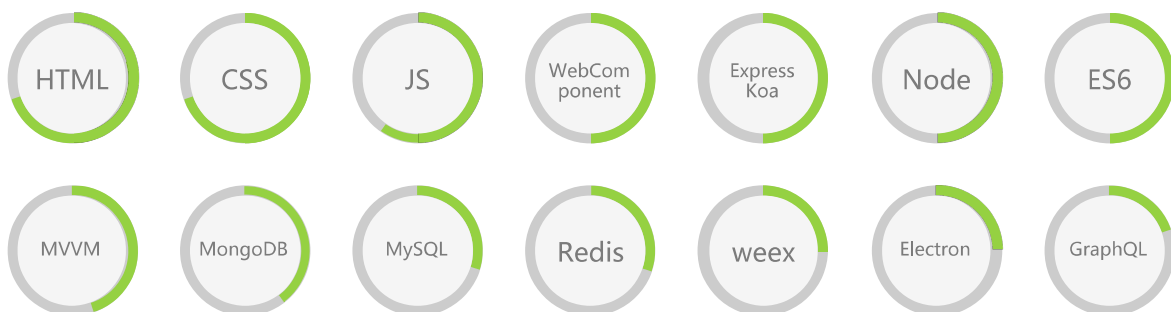 HTML
CSS
JS
WebCom
ponent
Express
Koa
Node
ES6
MVVM
MongoDB
MySQL
Redis
weex
Electron
GraphQL